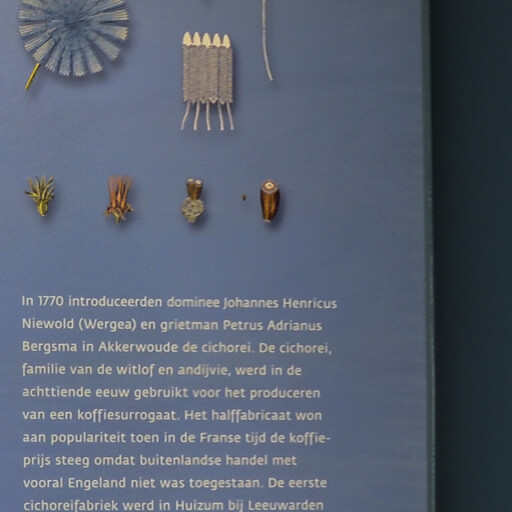 In 1770 introduceerden dominee Johannes Henricus
Niewold (Wergea) en grietman Petrus Adrianus
Bergsma in Akkerwoude de cichorei. De cichorei,
familie van de witlof en andijvie, werd in de
achttiende eeuw gebruikt voor het produceren
van een koffiesurrogaat. Het halffabricaat won
aan populariteit toen in de Franse tijd de koffie-
prijs steeg omdat buitenlandse handel met
vooral Engeland niet was toegestaan. De eerste
cichoreifabriek werd in Huizum bij Leeuwarden